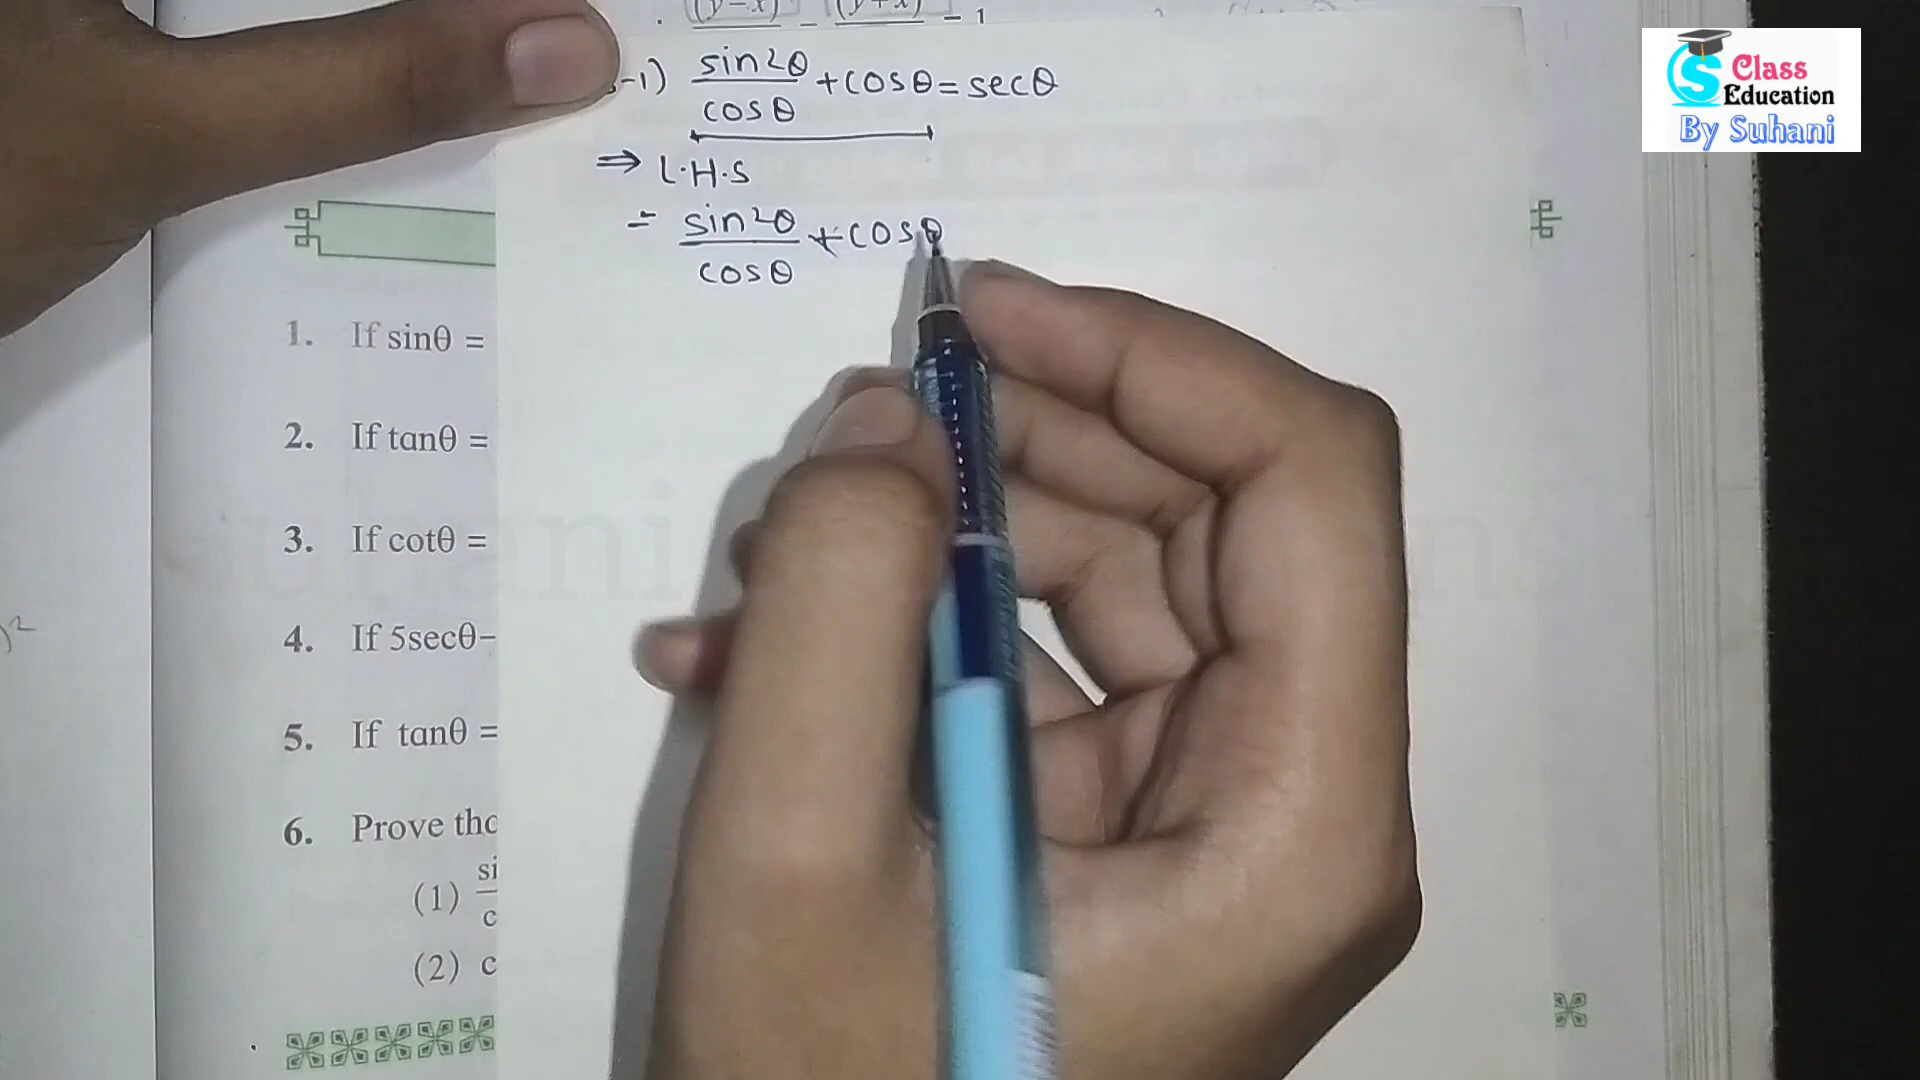 -1) sin2θ/cosθ + cosθ = secθ
⇒ L.H.S
= sin2θ/cosθ + cosθ
1. If sinθ =
2. If tanθ =
3. If cotθ =
4. If 5secθ–
5. If tanθ =
6. Prove tha
(1) si/c
(2) c
S Class
Education
By Suhani